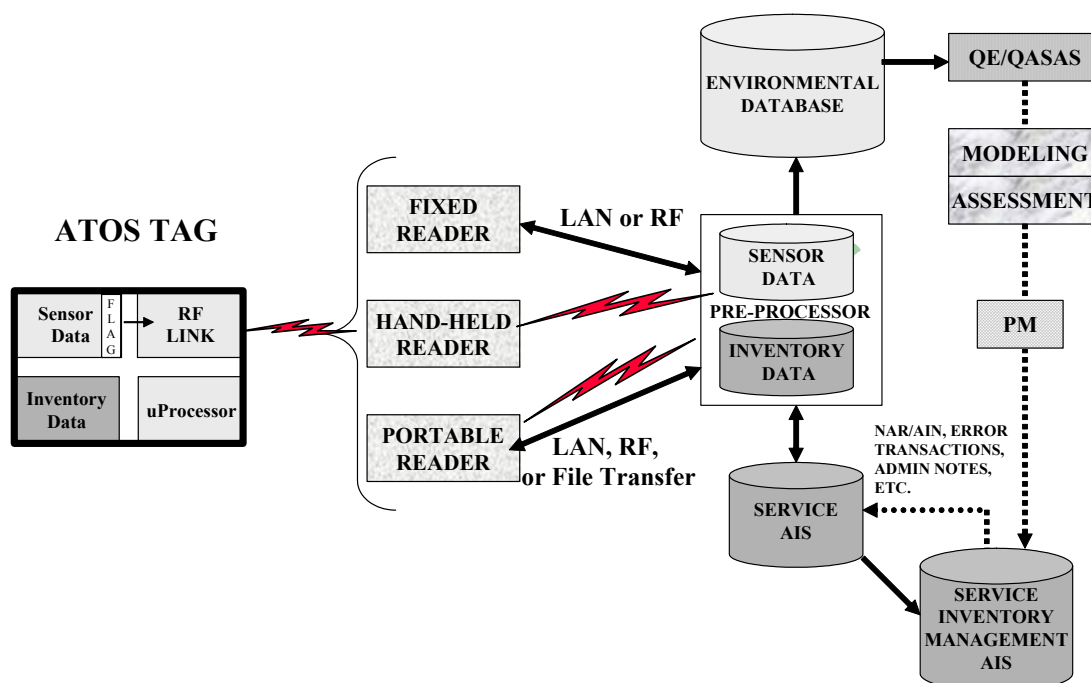 ATOS TAG
Sensor
Data
FLAG
RF
LINK
Inventory
Data
uProcessor
FIXED
READER
HAND-HELD
READER
PORTABLE
READER
LAN or RF
LAN, RF,
or File Transfer
ENVIRONMENTAL
DATABASE
SENSOR
DATA
PRE-PROCESSOR
INVENTORY
DATA
SERVICE
AIS
QE/QASAS
MODELING
ASSESSMENT
PM
NAR/AIN, ERROR
TRANSACTIONS,
ADMIN NOTES,
ETC.
SERVICE
INVENTORY
MANAGEMENT
AIS